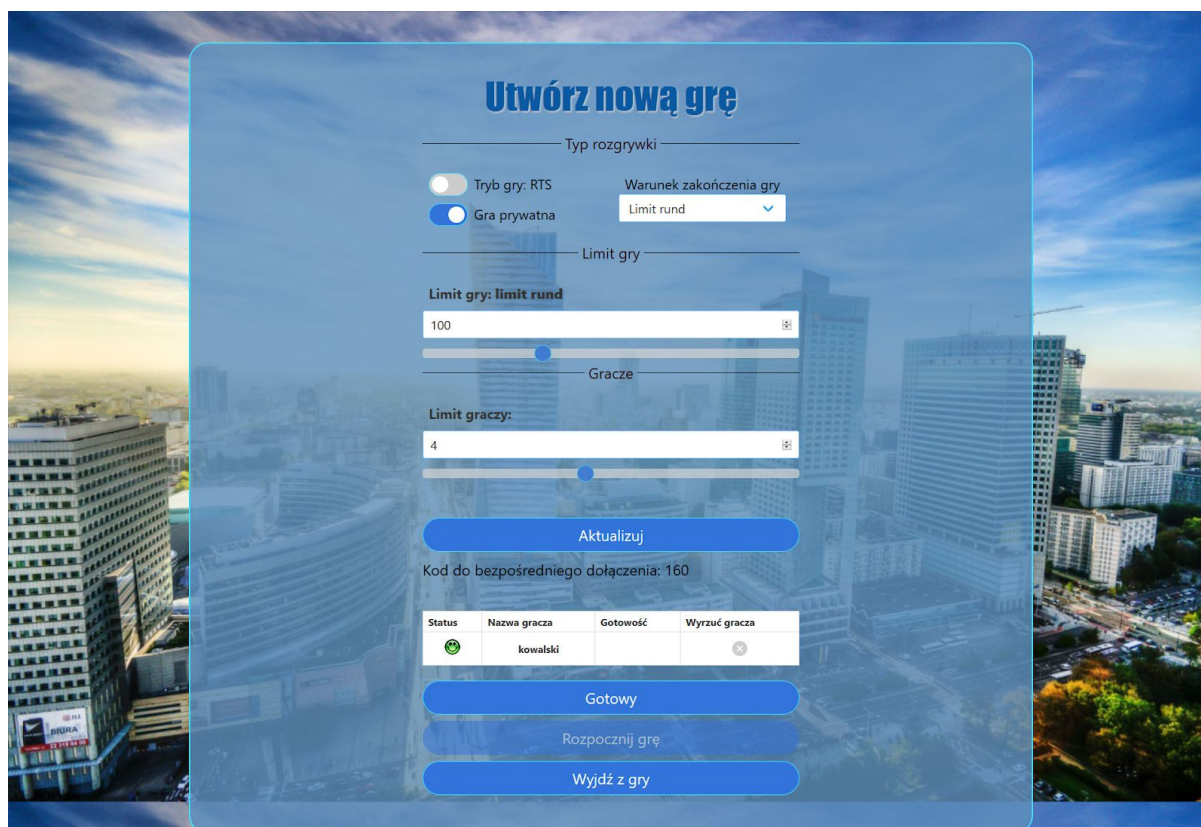 Utwórz nową grę
Typ rozgrywki
Tryb gry: RTS
Warunek zakończenia gry
Gra prywatna
Limit rund
Limit gry
Limit gry: limit rund
100
Gracze
Limit graczy:
4
Aktualizuj
Kod do bezpośredniego dołączenia: 160
Status Nazwa gracza Gotowość Wyrzuć gracza
kowalski
Gotowy
Rozpocznij grę
Wyjdź z gry
BIURA